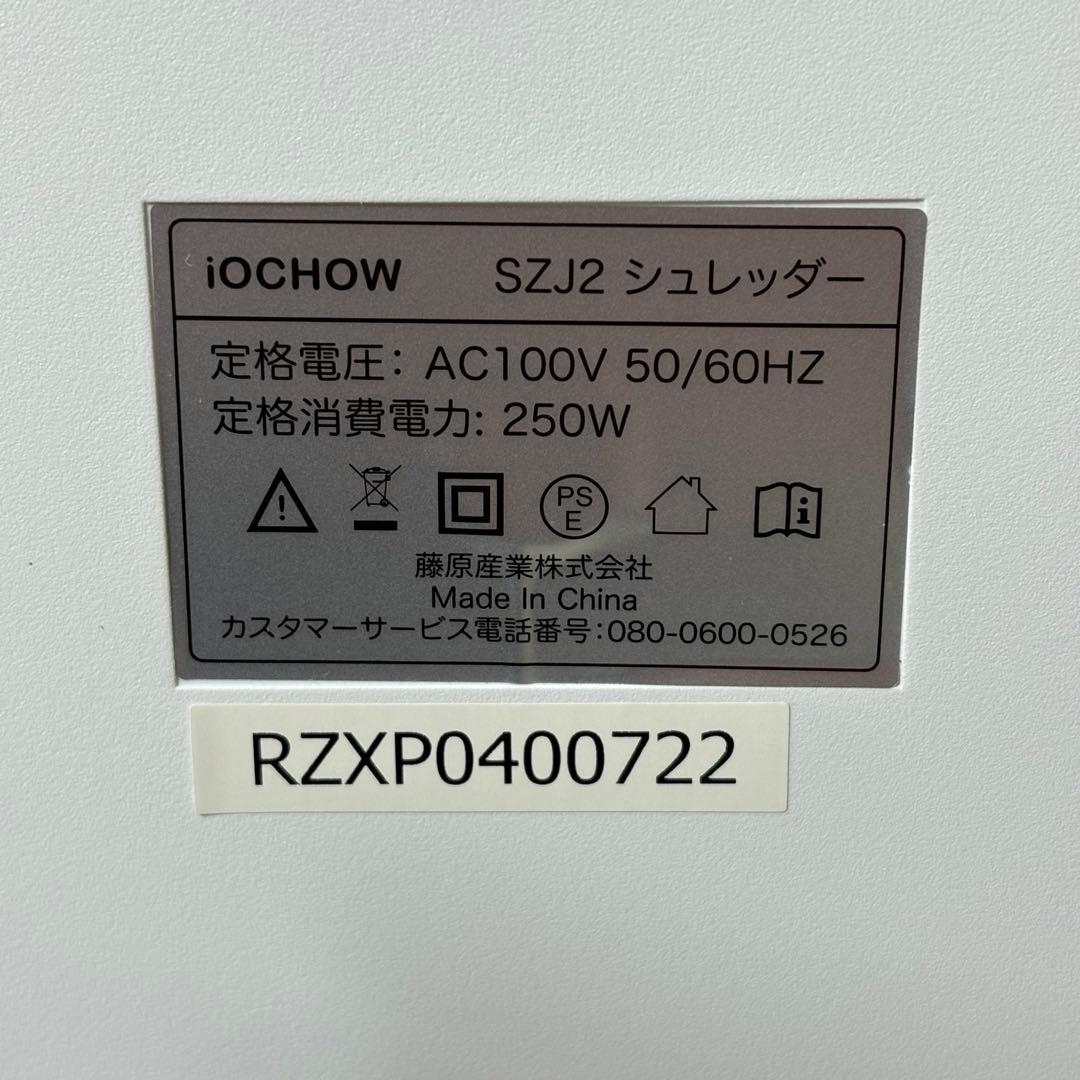 iOCHOW SZJ2 シュレッダー
定格電圧: AC100V 50/60HZ
定格消費電力: 250W
PS
E
i
藤原産業株式会社
Made In China
カスタマーサービス電話番号:080-0600-0526
RZXP0400722